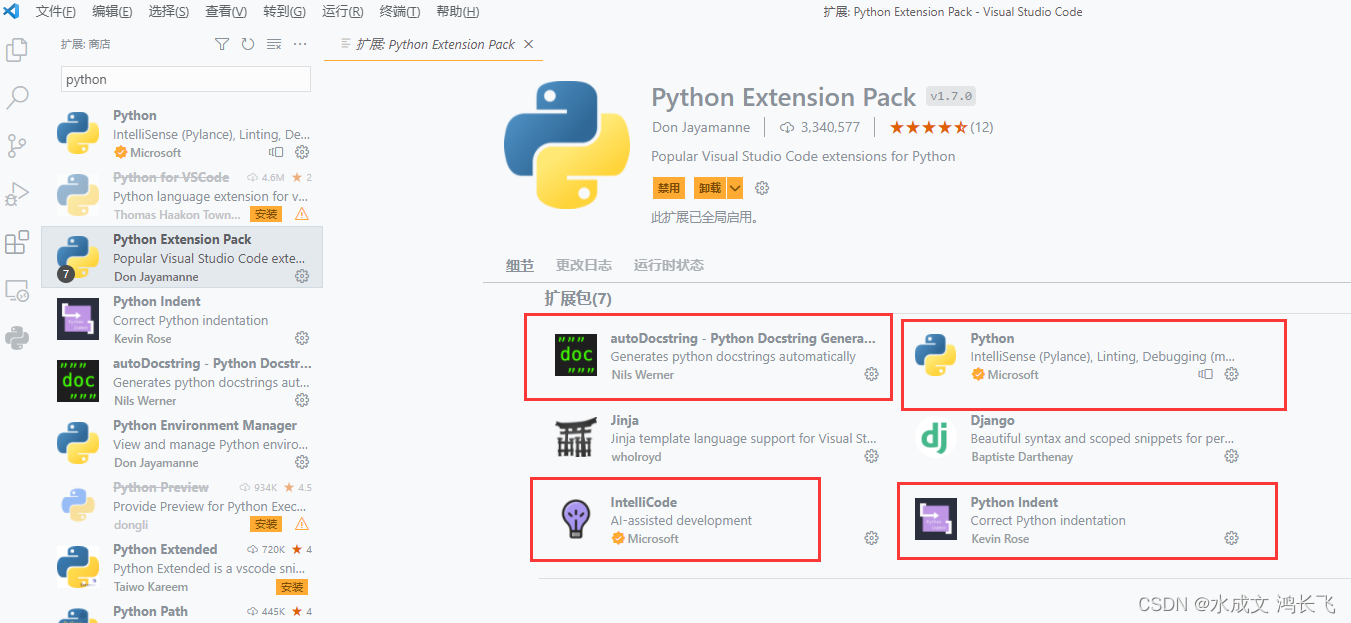 文件(F) 编辑(E) 选择(S) 查看(V) 转到(G) 运行(R) 终端(T) 帮助(H)
扩展: Python Extension Pack - Visual Studio Code
扩展: 商店
python
Python
IntelliSense (Pylance), Linting, De...
Microsoft
Python for VSCode 4.6M 2
Python language extension for v...
Thomas Haakon Town... 安装
Python Extension Pack
Popular Visual Studio Code exte...
7 Don Jayamanne
Python Indent
Correct Python indentation
Kevin Rose
autoDocstring - Python Docstr...
Generates python docstrings aut...
Nils Werner
Python Environment Manager
View and manage Python enviro...
Don Jayamanne
Python Preview 934K 4.5
Provide Preview for Python Exec...
dongli 安装
Python Extended 720K 4
Python Extended is a vscode sni...
Taiwo Kareem 安装
Python Path 445K 4
扩展: Python Extension Pack
Python Extension Pack v1.7.0
Don Jayamanne 3,340,577 (12)
Popular Visual Studio Code extensions for Python
禁用 卸载
此扩展已全局启用。
细节 更改日志 运行时状态
扩展包(7)
autoDocstring - Python Docstring Genera...
Generates python docstrings automatically
Nils Werner
Python
IntelliSense (Pylance), Linting, Debugging (m...
Microsoft
Jinja
Jinja template language support for Visual St...
wholroyd
Django
Beautiful syntax and scoped snippets for per...
Baptiste Darthenay
IntelliCode
AI-assisted development
Microsoft
Python Indent
Correct Python indentation
Kevin Rose
CSDN @水成文 鸿长飞